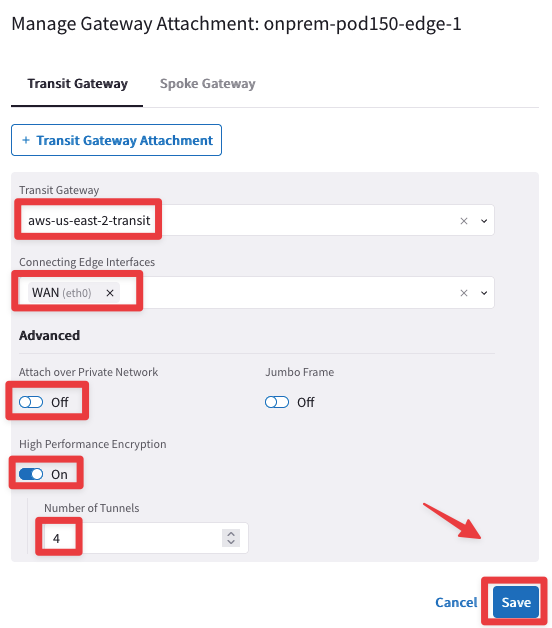 Manage Gateway Attachment: onprem-pod150-edge-1
Transit Gateway Spoke Gateway
+ Transit Gateway Attachment
Transit Gateway
aws-us-east-2-transit
Connecting Edge Interfaces
WAN (eth0)
Advanced
Attach over Private Network Jumbo Frame
Off Off
High Performance Encryption
On
Number of Tunnels
4
Cancel Save